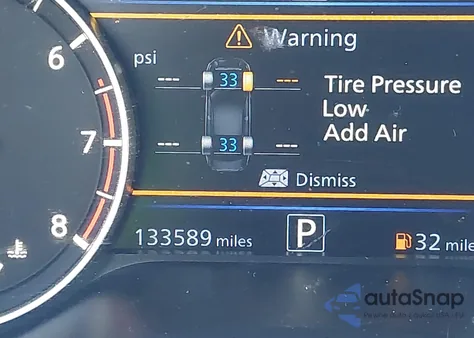 Warning
psi
6
--- 33 ---
Tire Pressure
Low
Add Air
7
--- 33 ---
Dismiss
8
133589 miles P 32 mile
autoSnap